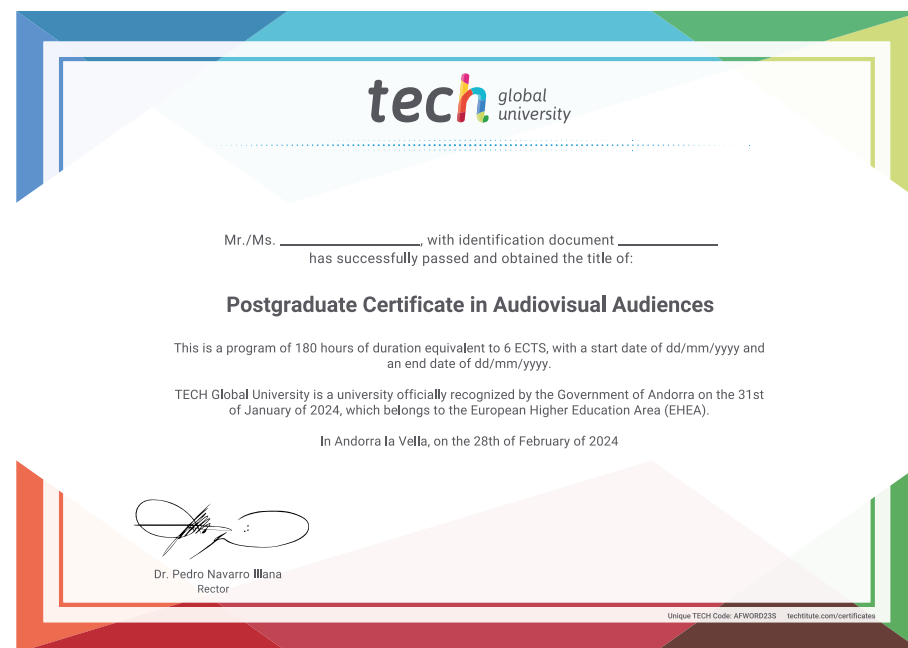 tech global university
Mr./Ms. ____________________, with identification document ______________
has successfully passed and obtained the title of:
Postgraduate Certificate in Audiovisual Audiences
This is a program of 180 hours of duration equivalent to 6 ECTS, with a start date of dd/mm/yyyy and
an end date of dd/mm/yyyy.
TECH Global University is a university officially recognized by the Government of Andorra on the 31st
of January of 2024, which belongs to the European Higher Education Area (EHEA).
In Andorra la Vella, on the 28th of February of 2024
Dr. Pedro Navarro Illana
Rector
Unique TECH Code: AFWORD23S techtitute.com/certificates